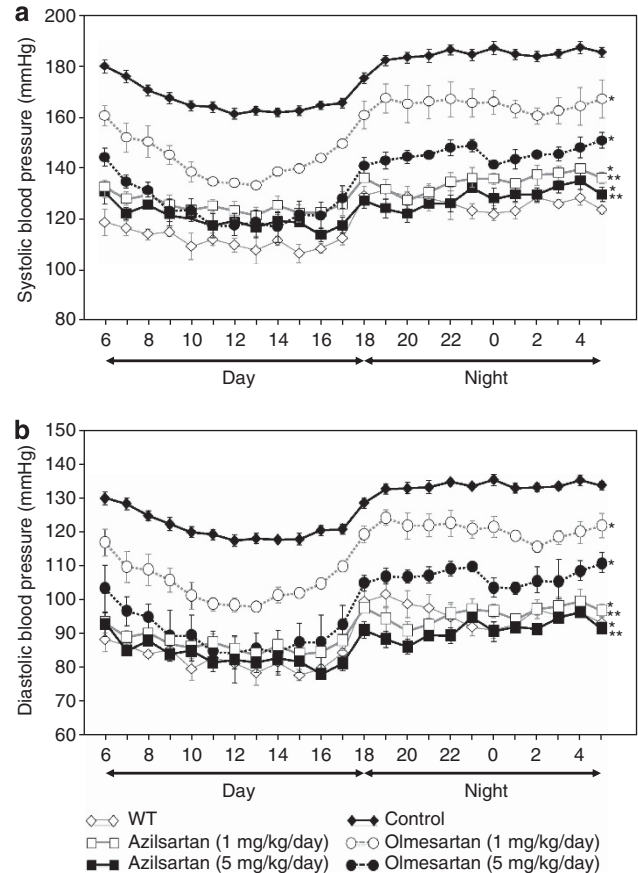 a
Systolic blood pressure (mmHg)
200
180
160
140
120
100
80
*
*
*
**
*
**
6 8 10 12 14 16 18 20 22 0 2 4
Day Night
b
Diastolic blood pressure (mmHg)
150
140
130
120
110
100
90
80
70
60
*
*
*
**
*
**
6 8 10 12 14 16 18 20 22 0 2 4
Day Night
WT Control
Azilsartan (1 mg/kg/day) Olmesartan (1 mg/kg/day)
Azilsartan (5 mg/kg/day) Olmesartan (5 mg/kg/day)